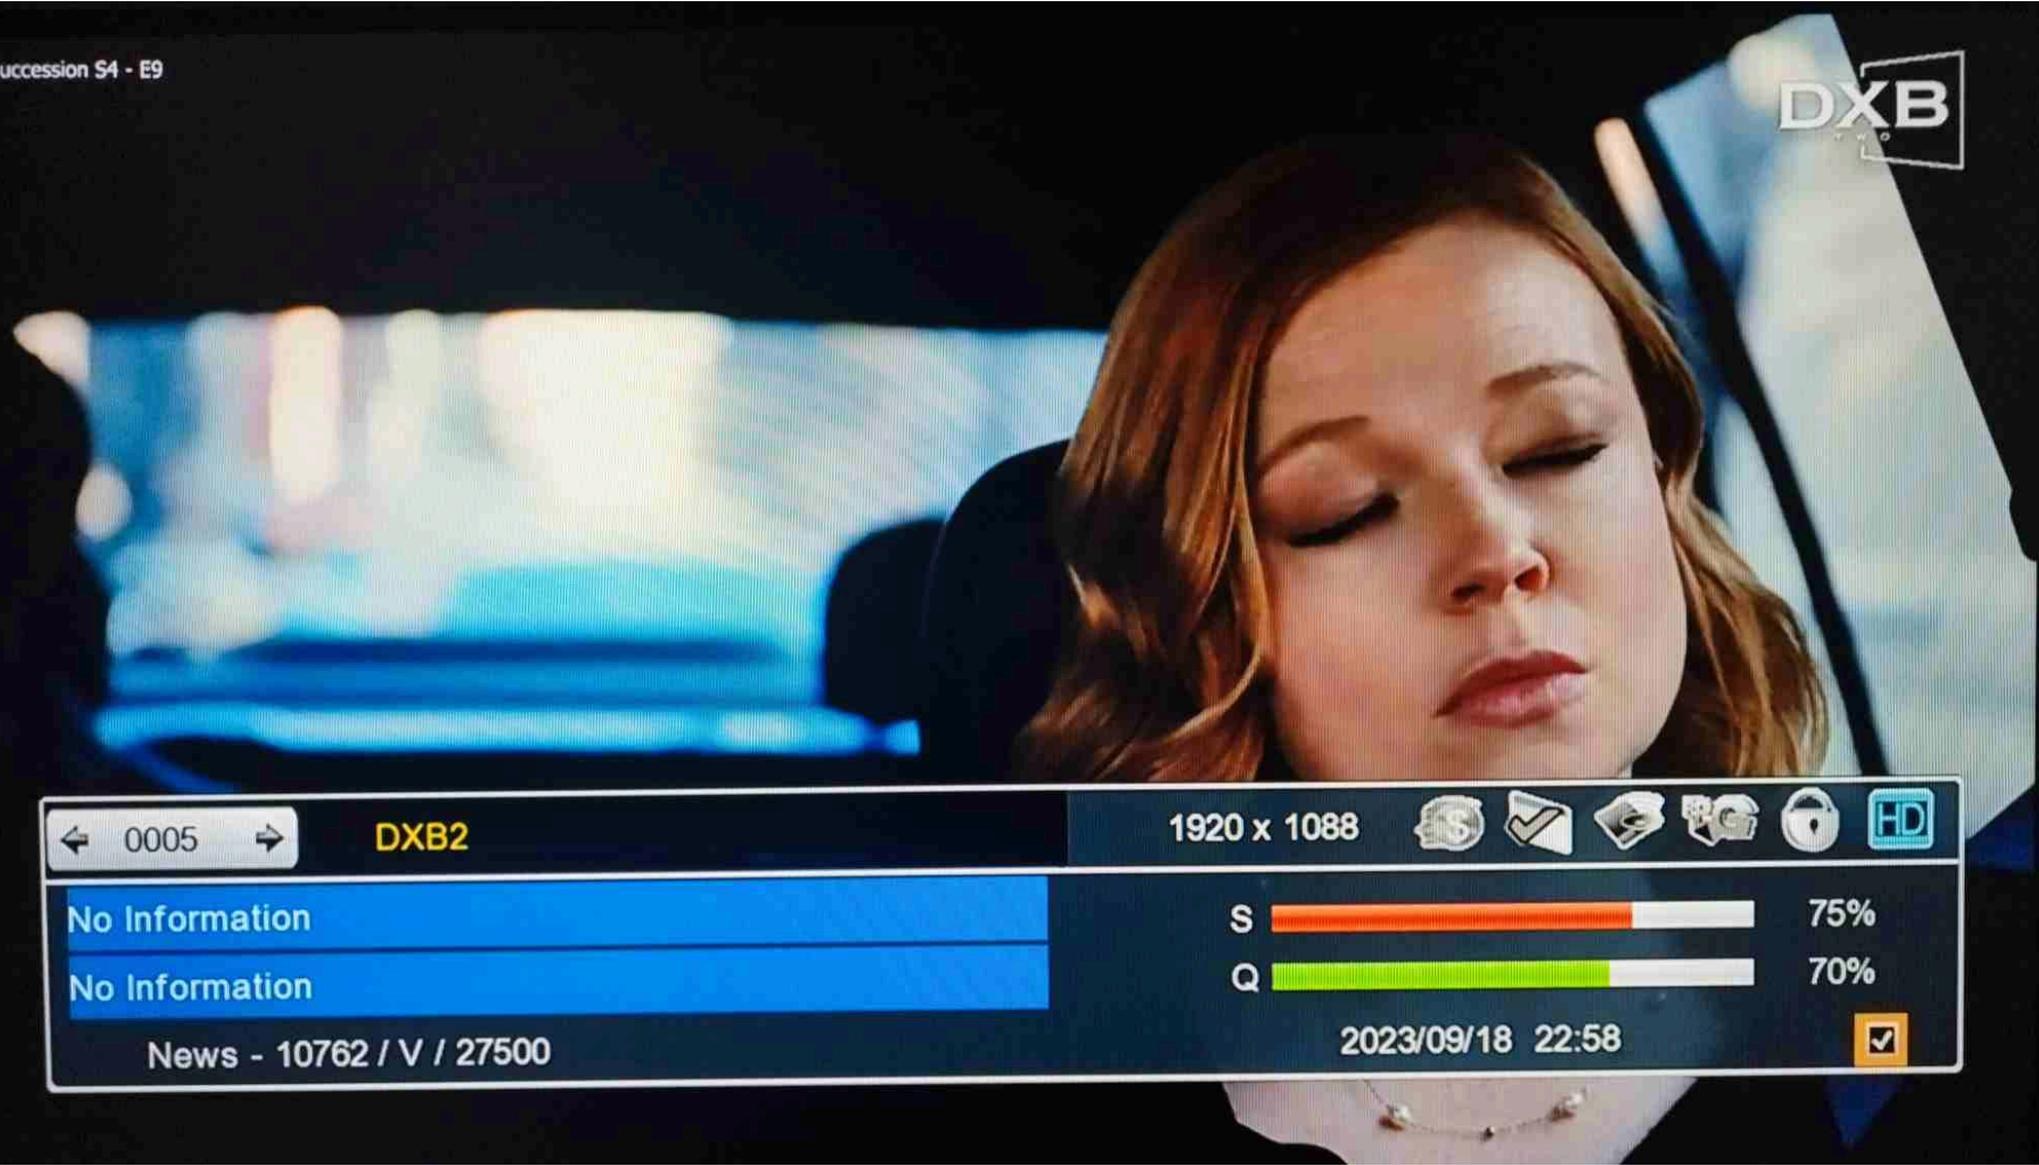 uccession S4 - E9
DXB
TWO
0005
DXB2
1920 x 1088
S
G
HD
No Information
S 75%
No Information
Q 70%
News - 10762 / V / 27500
2023/09/18 22:58